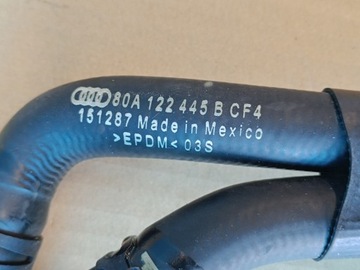 80A 122 445 B CF4
151287 Made in Mexico
>EPDM< 03S